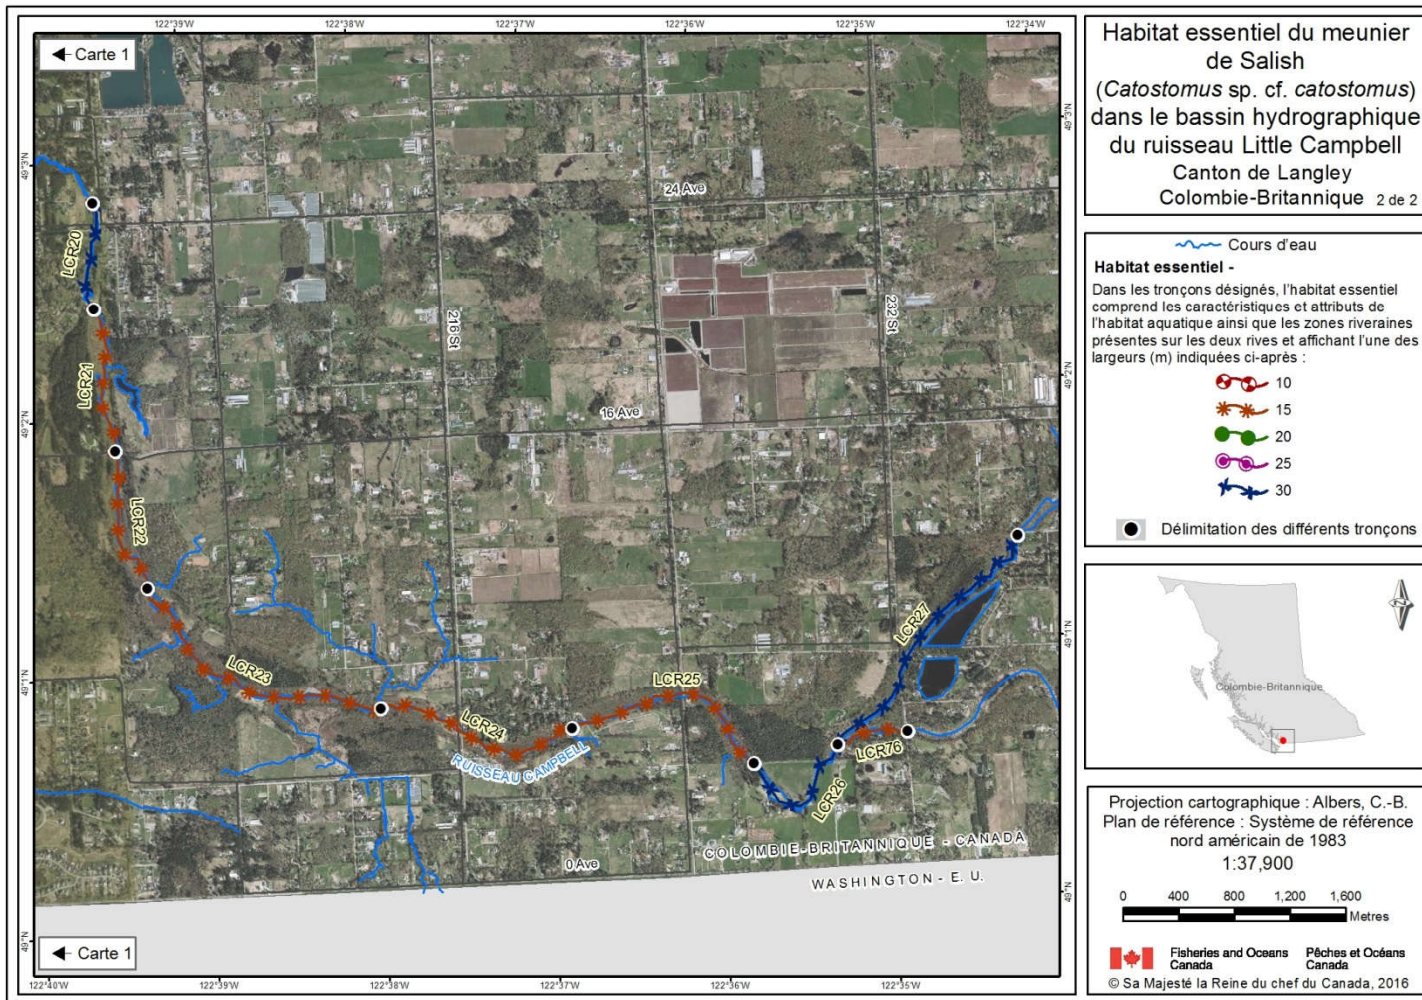 122°39'W 122°38'W 122°37'W 122°36'W 122°35'W 122°34'W
Carte 1
49°3'N
49°3'N
24 Ave
LCR20
216 St
232 St
LCR21
49°2'N
49°2'N
16 Ave
LCR22
LCR27
49°1'N
49°1'N
LCR23
LCR25
LCR24
LCR76
RUISSEAU CAMPBELL
LCR26
COLOMBIE-BRITANNIQUE - CANADA
0 Ave
WASHINGTON - E. U.
49°N
49°N
Carte 1
122°40'W 122°39'W 122°38'W 122°37'W 122°36'W 122°35'W
Habitat essentiel du meunier
de Salish
(Catostomus sp. cf. catostomus)
dans le bassin hydrographique
du ruisseau Little Campbell
Canton de Langley
Colombie-Britannique 2 de 2
Cours d'eau
Habitat essentiel -
Dans les tronçons désignés, l'habitat essentiel
comprend les caractéristiques et attributs de
l'habitat aquatique ainsi que les zones riveraines
présentes sur les deux rives et affichant l'une des
largeurs (m) indiquées ci-après :
10
15
20
25
30
Délimitation des différents tronçons
N
Colombie-Britannique
Projection cartographique : Albers, C.-B.
Plan de référence : Système de référence
nord américain de 1983
1:37,900
0 400 800 1,200 1,600
Metres
Fisheries and Oceans Pêches et Océans
Canada Canada
© Sa Majesté la Reine du chef du Canada, 2016